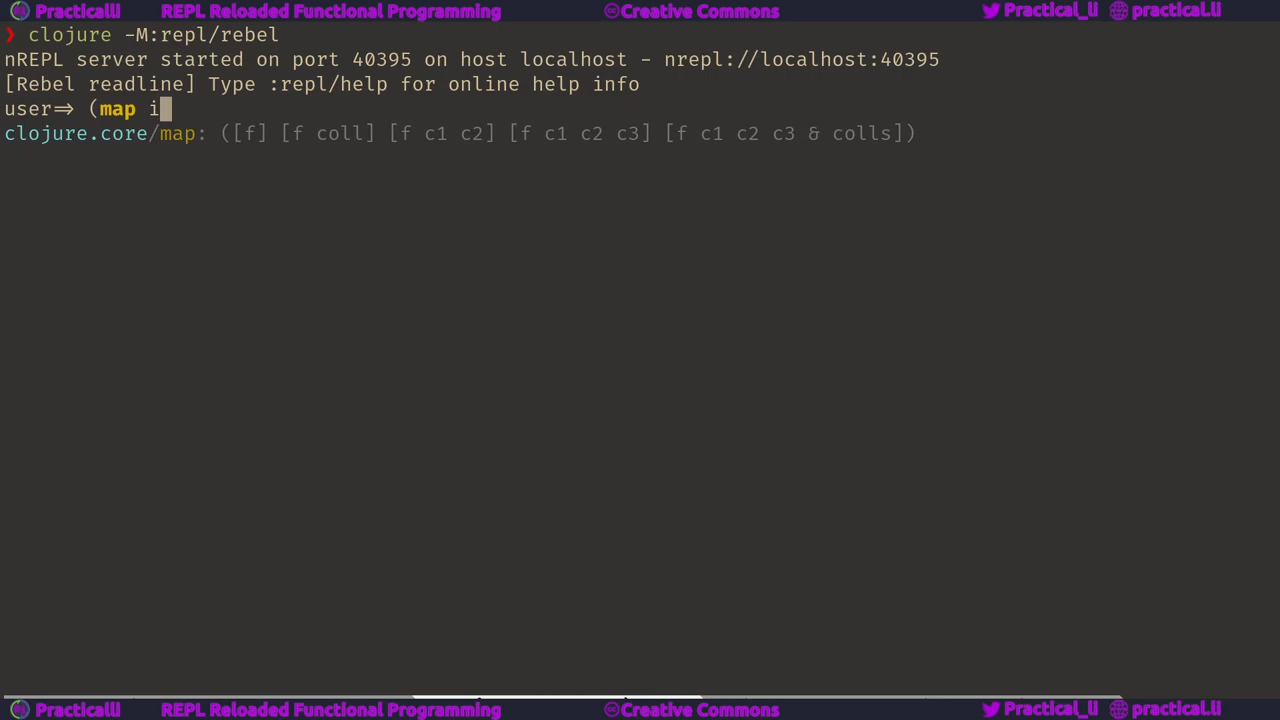 Practicalli REPL Reloaded Functional Programming Creative Commons Practical_li practical.li
❯ clojure -M:repl/rebel
nREPL server started on port 40395 on host localhost - nrepl://localhost:40395
[Rebel readline] Type :repl/help for online help info
user=> (map i
clojure.core/map: ([f] [f coll] [f c1 c2] [f c1 c2 c3] [f c1 c2 c3 & colls])
Practicalli REPL Reloaded Functional Programming Creative Commons Practical_li practical.li